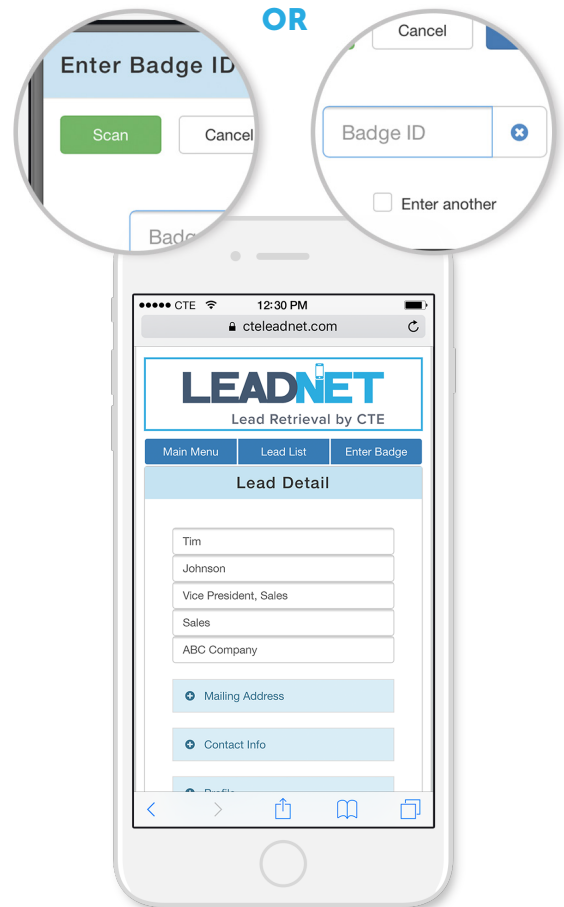 OR
Enter Badge ID
Scan
Cancel
Cancel
Badge ID
Enter another
CTE
12:30 PM
cteleadnet.com
LEADNET
Lead Retrieval by CTE
Main Menu
Lead List
Enter Badge
Lead Detail
Tim
Johnson
Vice President, Sales
Sales
ABC Company
Mailing Address
Contact Info